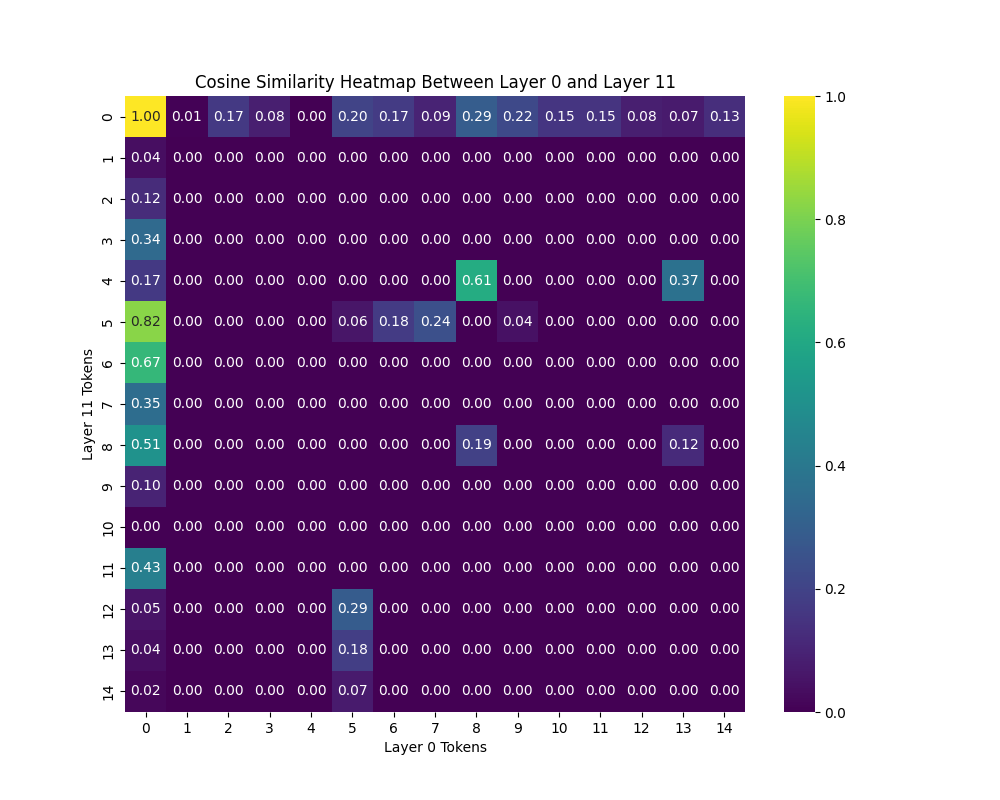 Cosine Similarity Heatmap Between Layer 0 and Layer 11
0 1.00 0.01 0.17 0.08 0.00 0.20 0.17 0.09 0.29 0.22 0.15 0.15 0.08 0.07 0.13
1 0.04 0.00 0.00 0.00 0.00 0.00 0.00 0.00 0.00 0.00 0.00 0.00 0.00 0.00 0.00
2 0.12 0.00 0.00 0.00 0.00 0.00 0.00 0.00 0.00 0.00 0.00 0.00 0.00 0.00 0.00
3 0.34 0.00 0.00 0.00 0.00 0.00 0.00 0.00 0.00 0.00 0.00 0.00 0.00 0.00 0.00
4 0.17 0.00 0.00 0.00 0.00 0.00 0.00 0.00 0.61 0.00 0.00 0.00 0.00 0.37 0.00
5 0.82 0.00 0.00 0.00 0.00 0.06 0.18 0.24 0.00 0.04 0.00 0.00 0.00 0.00 0.00
6 0.67 0.00 0.00 0.00 0.00 0.00 0.00 0.00 0.00 0.00 0.00 0.00 0.00 0.00 0.00
7 0.35 0.00 0.00 0.00 0.00 0.00 0.00 0.00 0.00 0.00 0.00 0.00 0.00 0.00 0.00
8 0.51 0.00 0.00 0.00 0.00 0.00 0.00 0.00 0.19 0.00 0.00 0.00 0.00 0.12 0.00
9 0.10 0.00 0.00 0.00 0.00 0.00 0.00 0.00 0.00 0.00 0.00 0.00 0.00 0.00 0.00
10 0.00 0.00 0.00 0.00 0.00 0.00 0.00 0.00 0.00 0.00 0.00 0.00 0.00 0.00 0.00
11 0.43 0.00 0.00 0.00 0.00 0.00 0.00 0.00 0.00 0.00 0.00 0.00 0.00 0.00 0.00
12 0.05 0.00 0.00 0.00 0.00 0.29 0.00 0.00 0.00 0.00 0.00 0.00 0.00 0.00 0.00
13 0.04 0.00 0.00 0.00 0.00 0.18 0.00 0.00 0.00 0.00 0.00 0.00 0.00 0.00 0.00
14 0.02 0.00 0.00 0.00 0.00 0.07 0.00 0.00 0.00 0.00 0.00 0.00 0.00 0.00 0.00
0 1 2 3 4 5 6 7 8 9 10 11 12 13 14
Layer 0 Tokens
Layer 11 Tokens
1.0
0.8
0.6
0.4
0.2
0.0